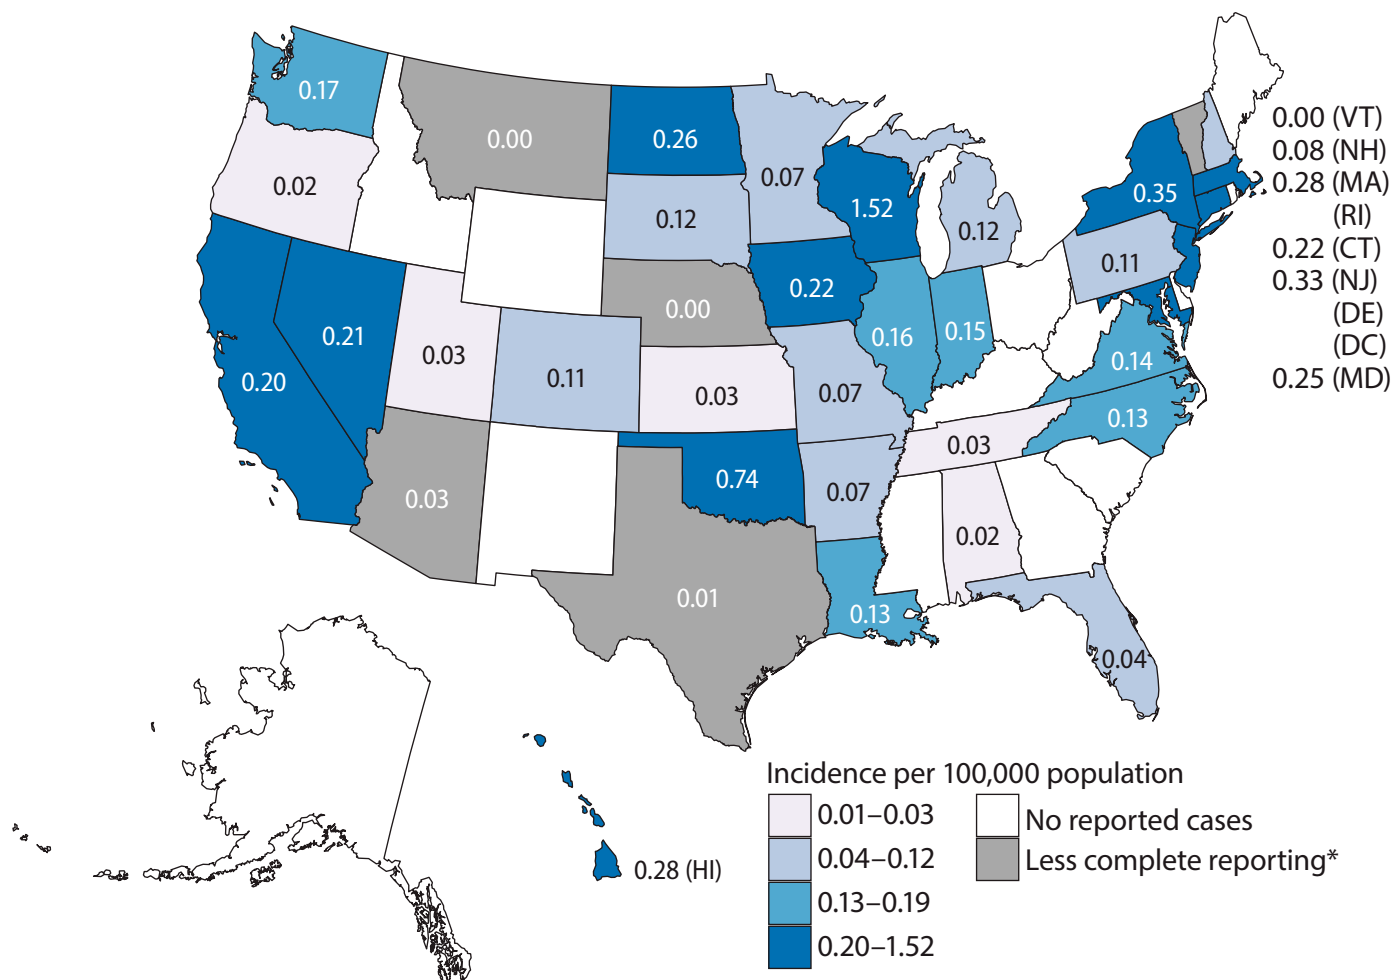 0.17
0.00
0.26
0.07
0.02
0.12
1.52
0.12
0.35
0.11
0.00 (VT)
0.08 (NH)
0.28 (MA)
(RI)
0.22 (CT)
0.33 (NJ)
(DE)
(DC)
0.25 (MD)
0.22
0.00
0.21
0.03
0.16
0.15
0.14
0.20
0.11
0.03
0.07
0.13
0.03
0.03
0.74
0.07
0.02
0.01
0.13
0.04
0.28 (HI)
Incidence per 100,000 population
0.01–0.03
0.04–0.12
0.13–0.19
0.20–1.52
No reported cases
Less complete reporting*